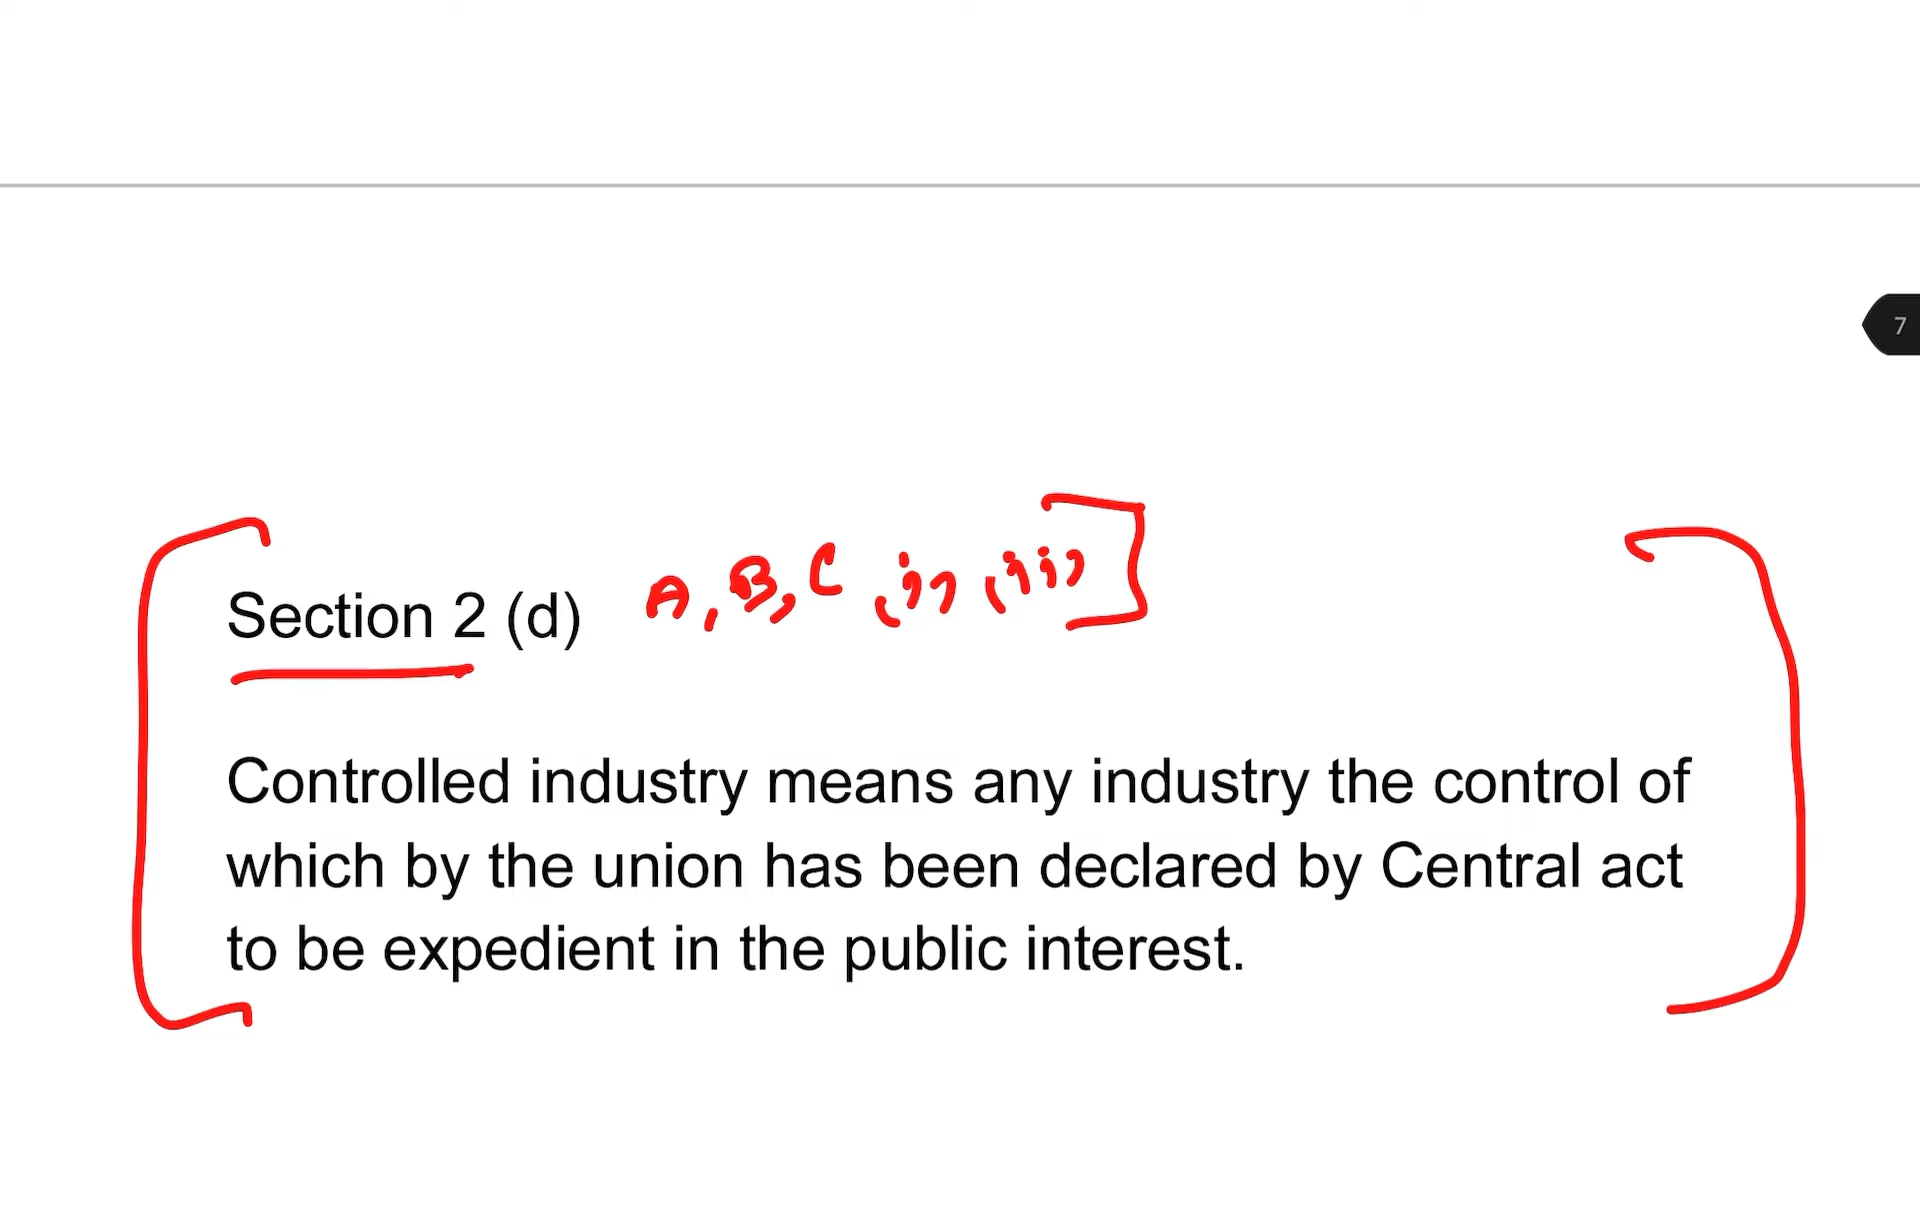 7
Section 2 (d) A, B, C (i) (ii)
Controlled industry means any industry the control of
which by the union has been declared by Central act
to be expedient in the public interest.